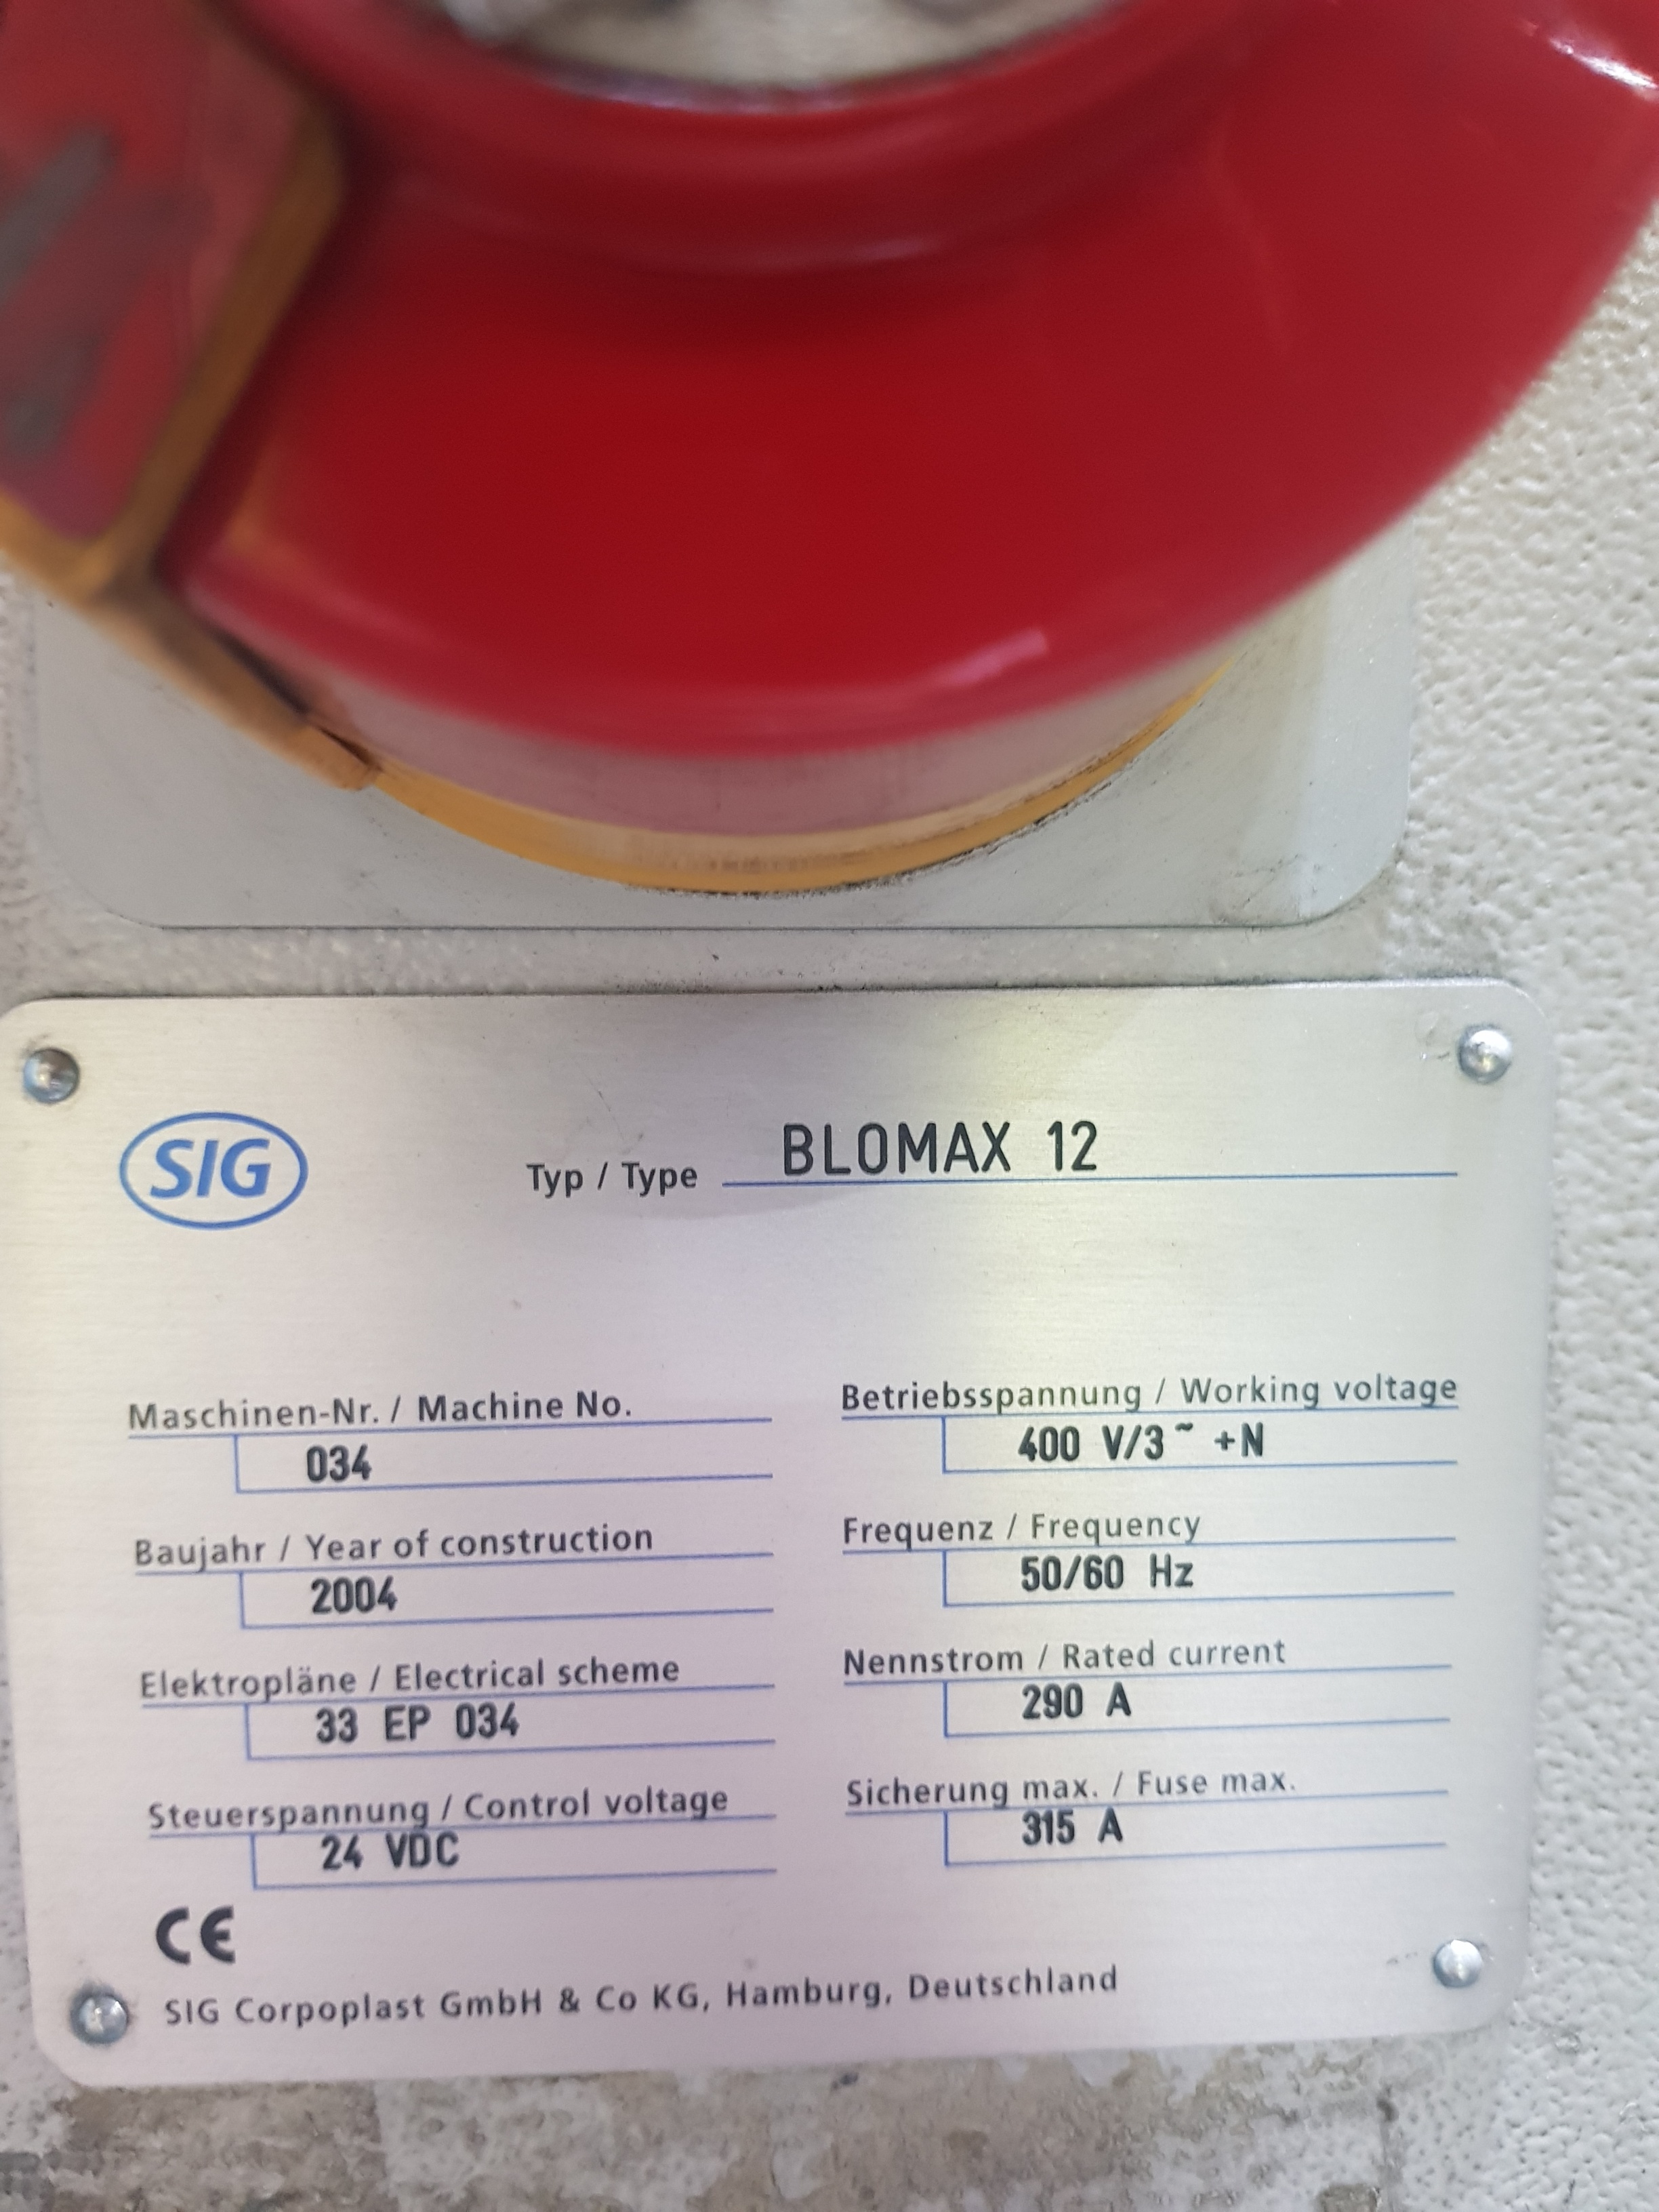 SIG
Typ / Type BLOMAX 12
Maschinen-Nr. / Machine No.
034
Baujahr / Year of construction
2004
Elektropläne / Electrical scheme
33 EP 034
Steuerspannung / Control voltage
24 VDC
Betriebsspannung / Working voltage
400 V/3~ +N
Frequenz / Frequency
50/60 Hz
Nennstrom / Rated current
290 A
Sicherung max. / Fuse max.
315 A
CE
SIG Corpoplast GmbH & Co KG, Hamburg, Deutschland